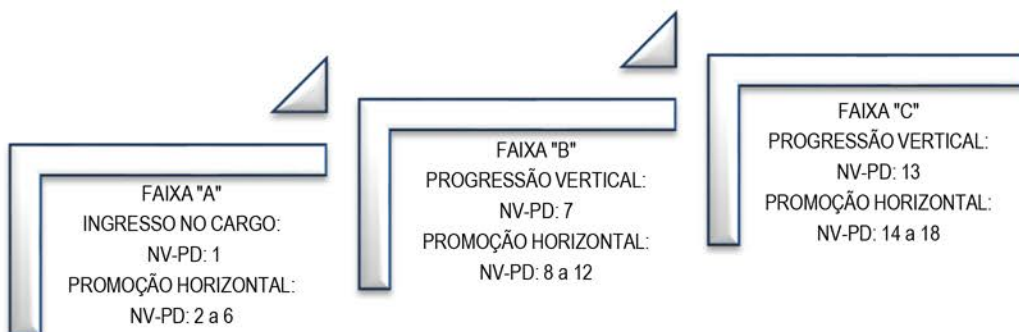 FAIXA "A"
INGRESSO NO CARGO:
NV-PD: 1
PROMOÇÃO HORIZONTAL:
NV-PD: 2 a 6
FAIXA "B"
PROGRESSÃO VERTICAL:
NV-PD: 7
PROMOÇÃO HORIZONTAL:
NV-PD: 8 a 12
FAIXA "C"
PROGRESSÃO VERTICAL:
NV-PD: 13
PROMOÇÃO HORIZONTAL:
NV-PD: 14 a 18